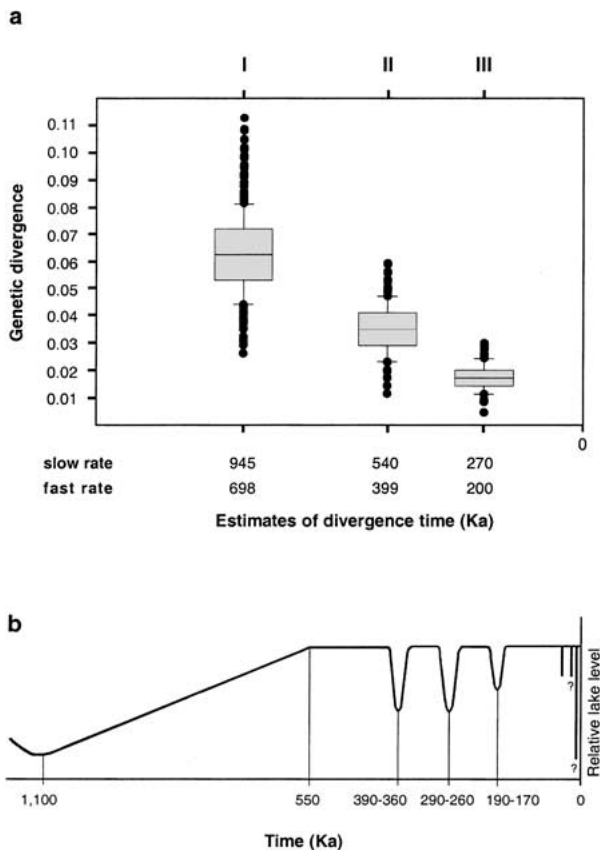 a
I II III
0.11
0.10
0.09
0.08
0.07
0.06
0.05
0.04
0.03
0.02
0.01
Genetic divergence
0
slow rate 945 540 270
fast rate 698 399 200
Estimates of divergence time (Ka)
b
Relative lake level
?
?
1,100 550 390-360 290-260 190-170 0
Time (Ka)